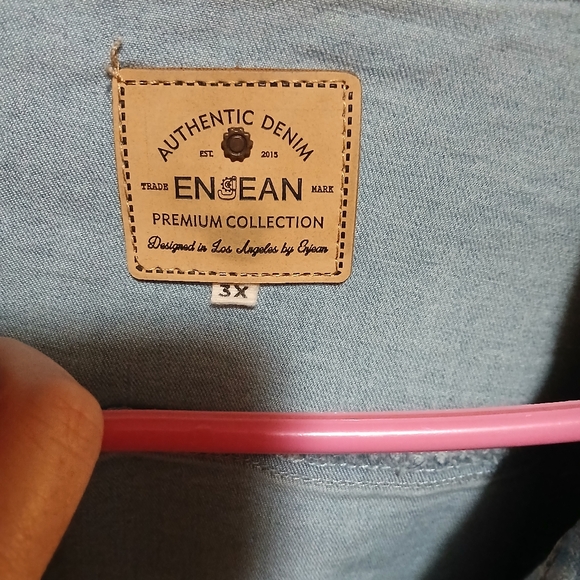 AUTHENTIC DENIM
EST. 2015
TRADE ENJEAN MARK
PREMIUM COLLECTION
Designed in Los Angeles by Enjean
3X